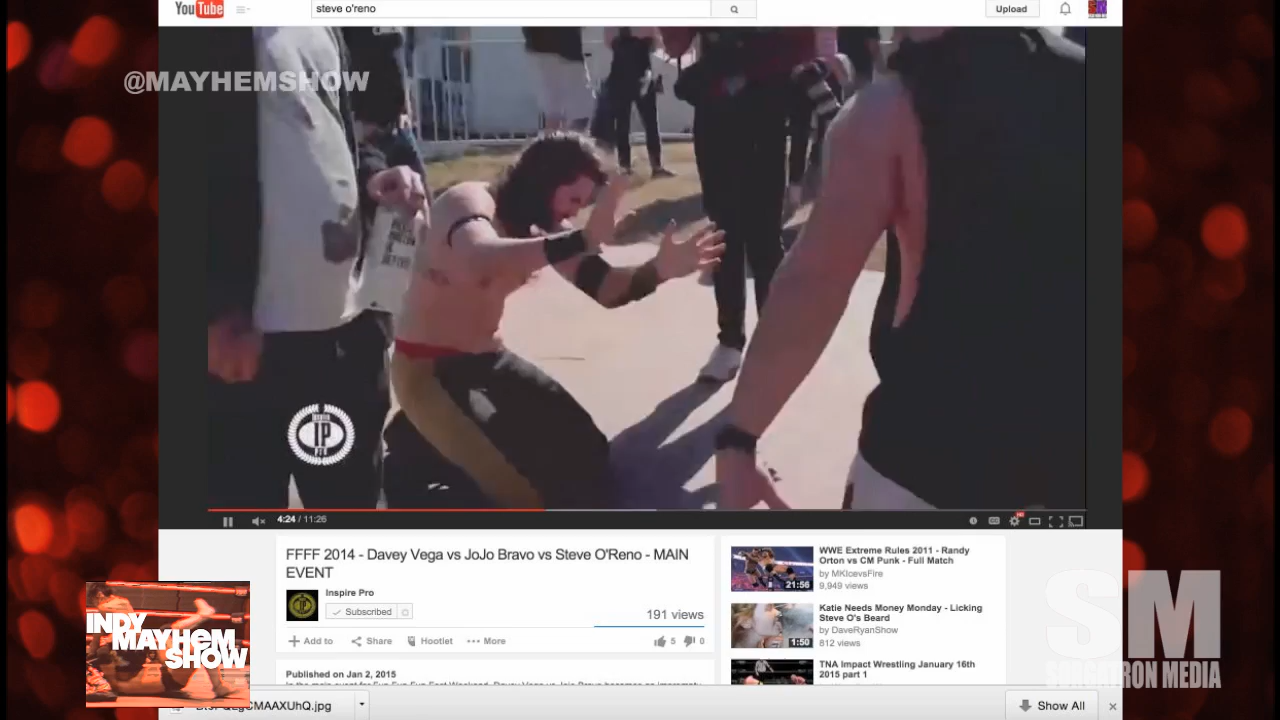 YouTube
steve o'reno
Upload
@MAYHEMSHOW
IP
4:24 / 11:26
FFFF 2014 - Davey Vega vs JoJo Bravo vs Steve O'Reno - MAIN
EVENT
Inspire Pro
Subscribed
191 views
Add to
Share
Hootlet
More
5
0
Published on Jan 2, 2015
WWE Extreme Rules 2011 - Randy
Orton vs CM Punk - Full Match
by MKIcevsFire
9,949 views
21:56
Katie Needs Money Monday - Licking
Steve O's Beard
by DaveRyanShow
812 views
1:50
TNA Impact Wrestling January 16th
2015 part 1
INDY
MAYHEM
SHOW
SM
SORGATRON MEDIA
Show All